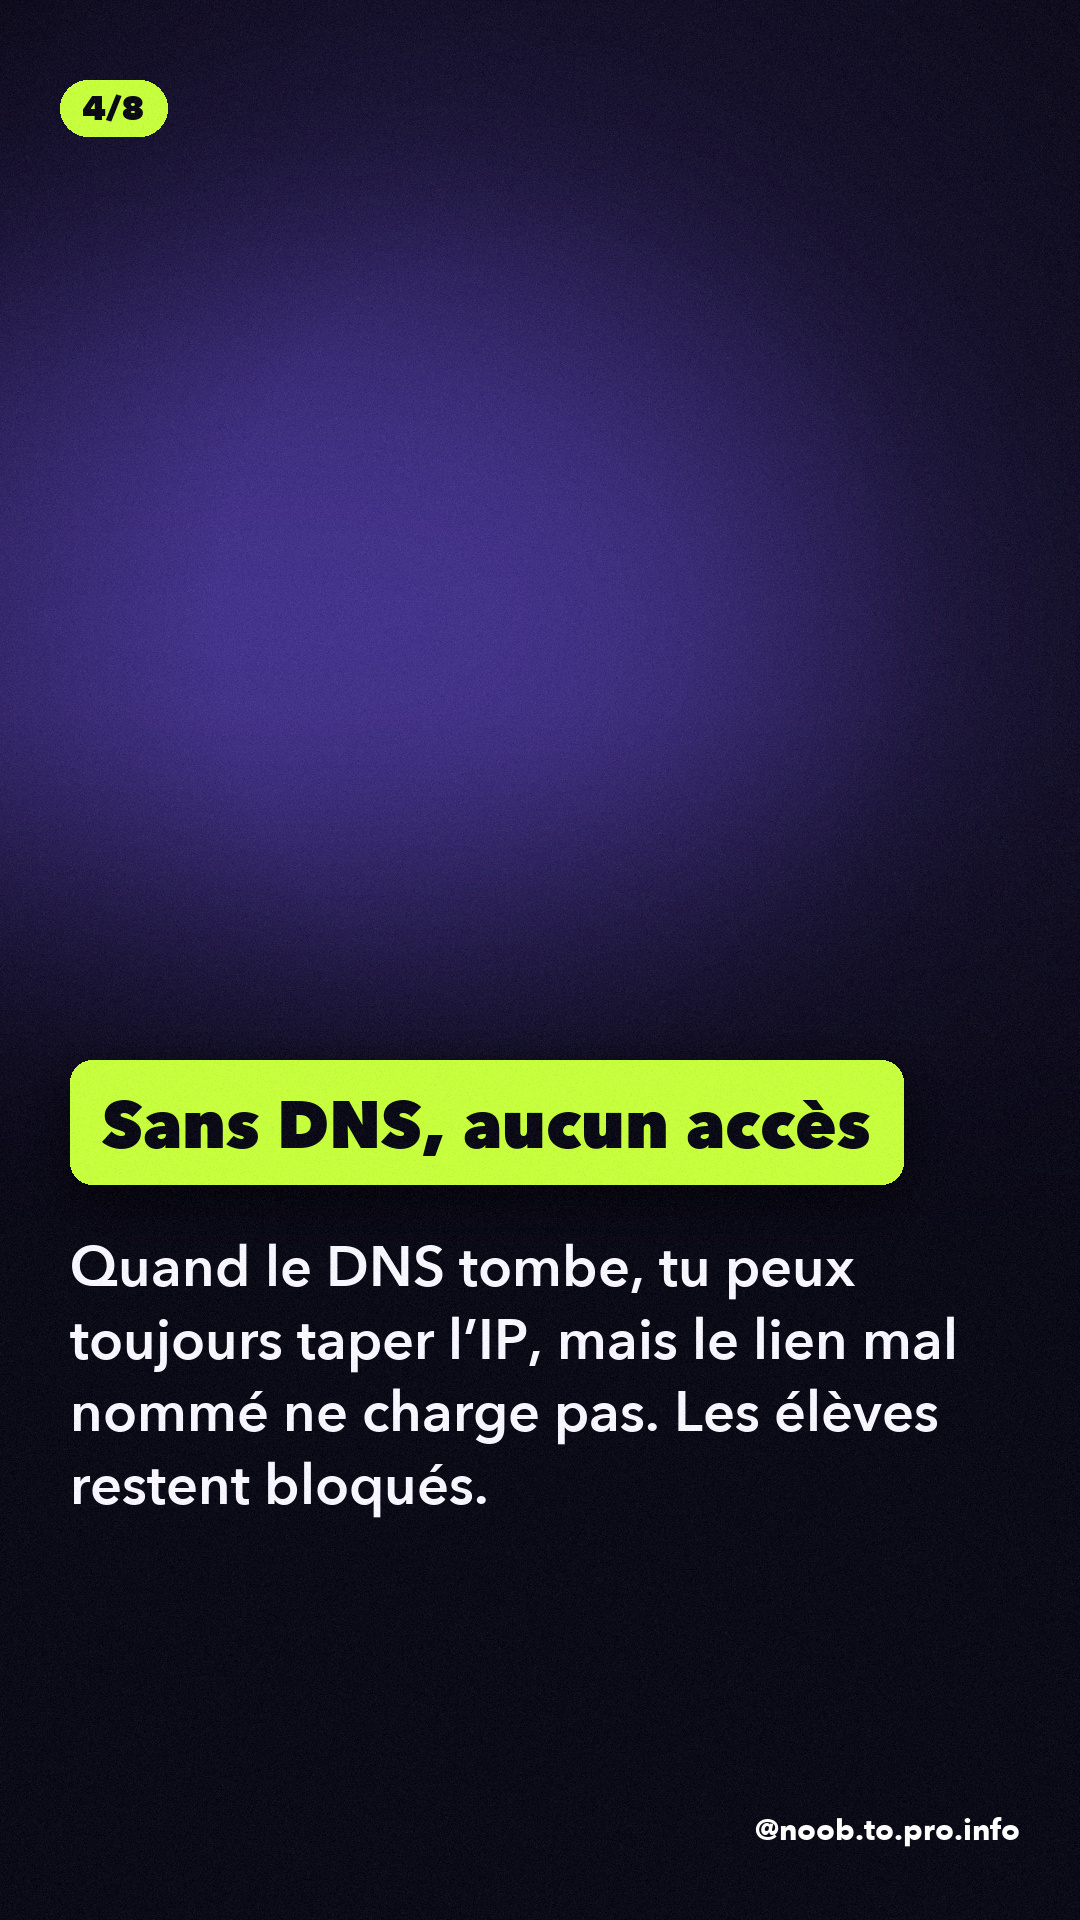 4/8
Sans DNS, aucun accès
Quand le DNS tombe, tu peux
toujours taper l’IP, mais le lien mal
nommé ne charge pas. Les élèves
restent bloqués.
@noob.to.pro.info